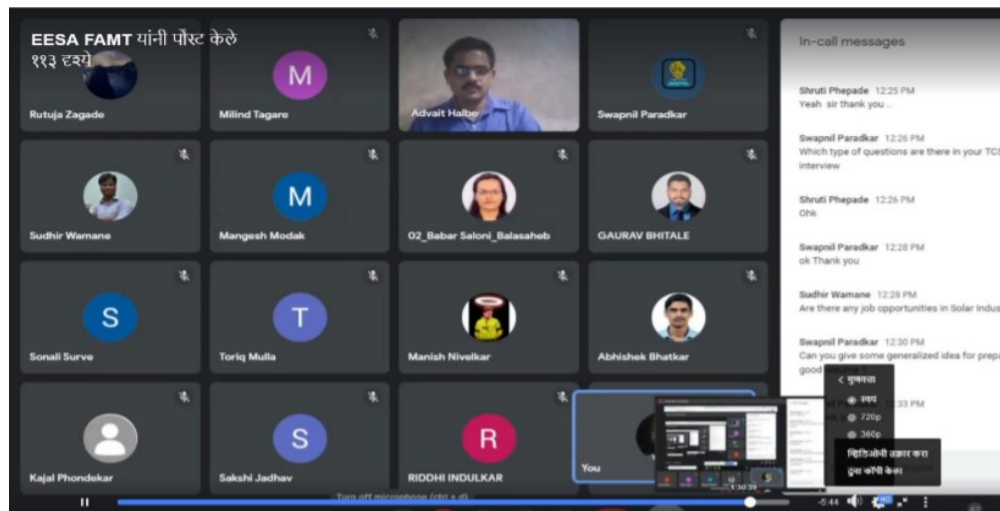 EESA FAMT यांनी पोस्ट केले
११३ दृश्ये
Rutuja Zagade
M
Milind Tagare
Advait Halbe
Swapnil Paradkar
Sudhir Wamane
M
Mangesh Modak
02_Babar Saloni_Balasaheb
GAURAV BHITALE
S
Sonali Surve
T
Toriq Mulla
Manish Nivelkar
Abhishek Bhatkar
Kajal Phondekar
S
Sakshi Jadhav
R
RIDDHI INDULKAR
You
In-call messages
Shruti Phepade 12:25 PM
Yeah sir thank you ..
Swapnil Paradkar 12:26 PM
Which type of questions are there in your TCS
interview
Shruti Phepade 12:26 PM
Ohk
Swapnil Paradkar 12:28 PM
ok Thank you
Sudhir Wamane 12:28 PM
Are there any job opportunities in Solar Indus
Swapnil Paradkar 12:30 PM
Can you give some generalized idea for prepa
good
12:33 PM
< गुणवत्ता
स्वयं
720p
360p
व्हिडिओची तक्रार करा
दुवा कॉपी केला
Turn off microphone (ctrl + d)
1:30:39
-5:44
HD